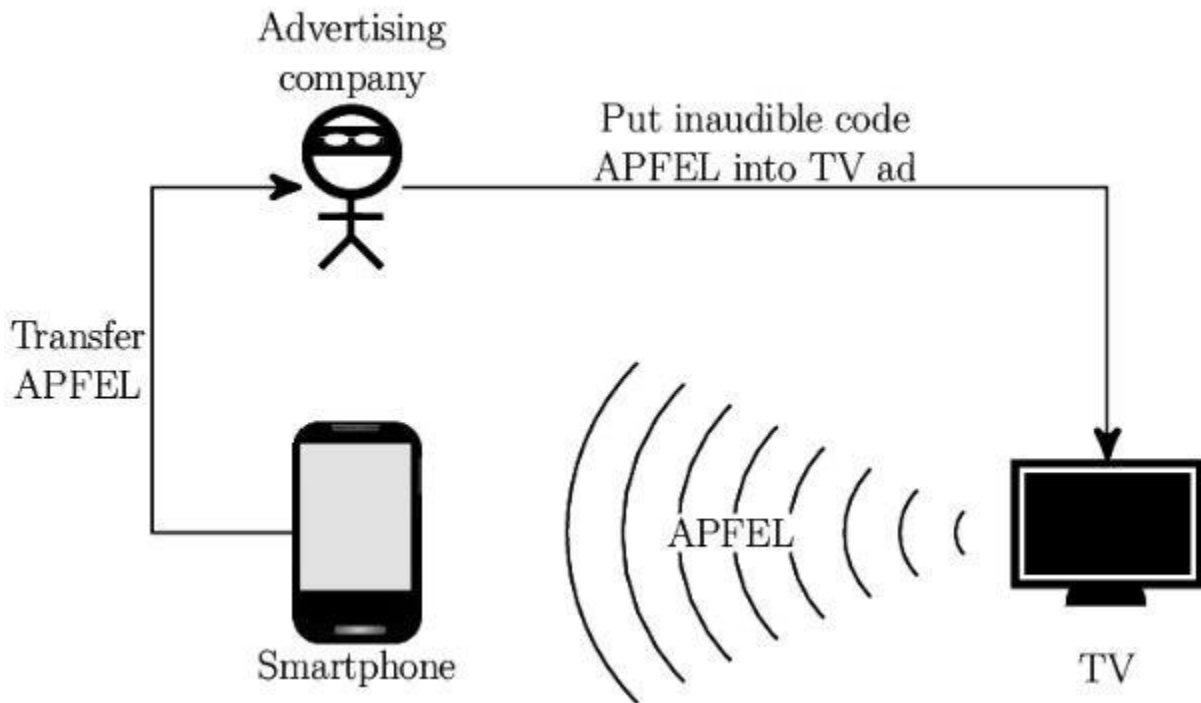 Advertising
company
Put inaudible code
APFEL into TV ad
Transfer
APFEL
APFEL
Smartphone
TV